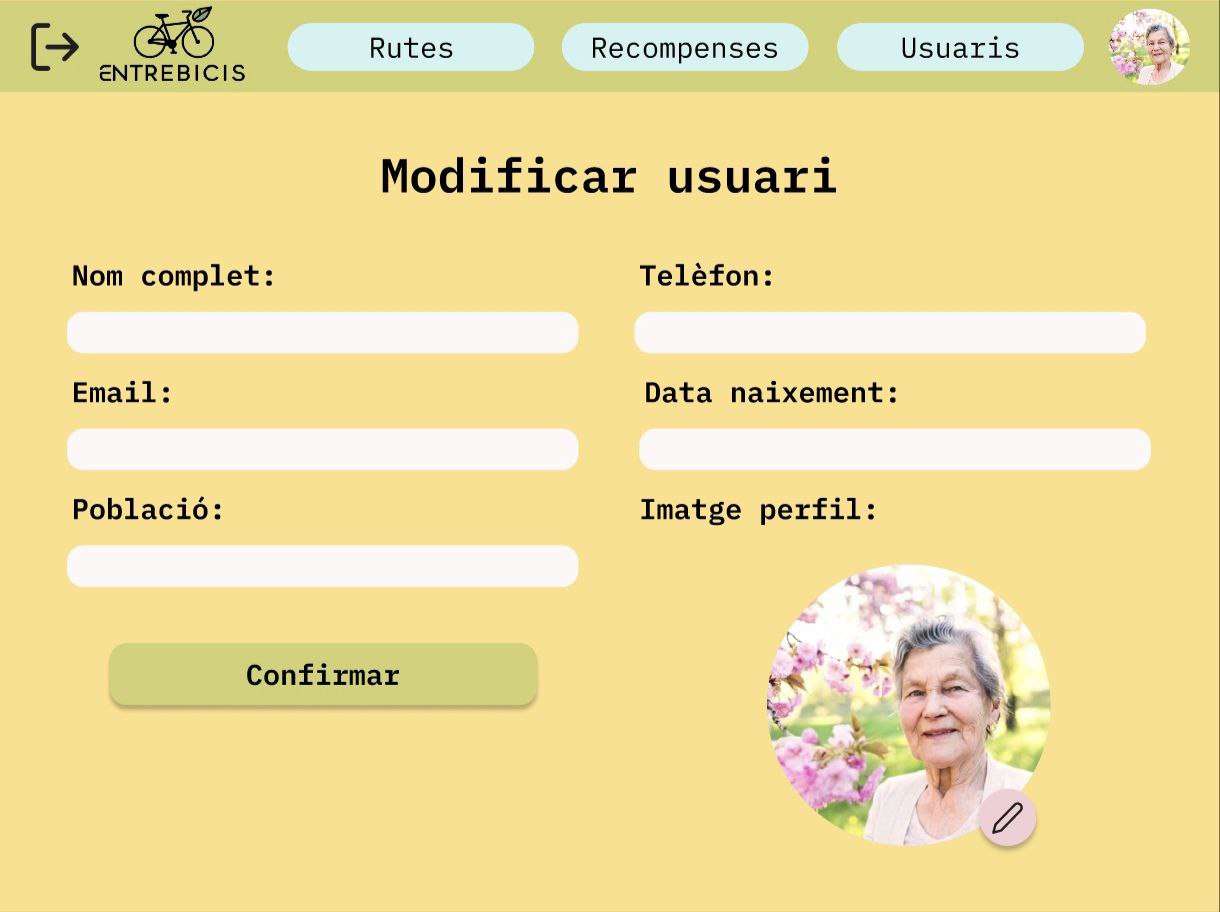 ENTREBICIS
Rutes
Recompenses
Usuaris
Modificar usuari
Nom complet:
Telèfon:
Email:
Data naixement:
Població:
Imatge perfil:
Confirmar